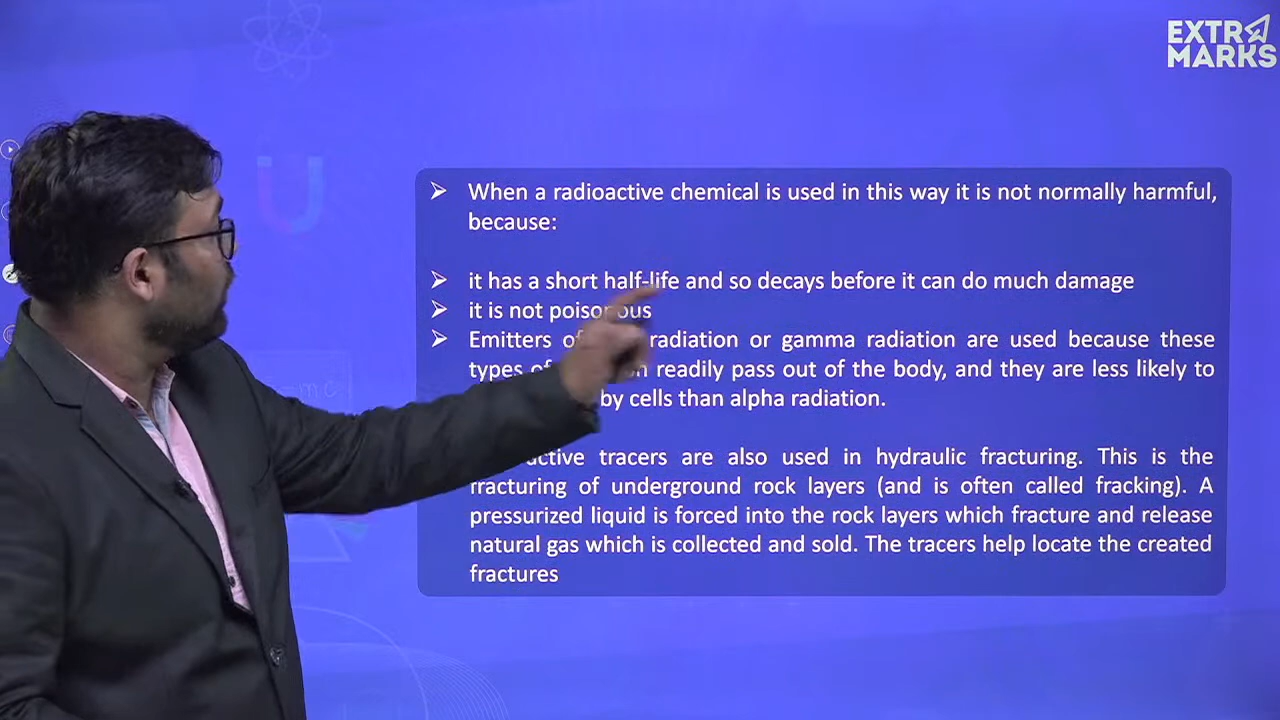 EXTRA
MARKS
When a radioactive chemical is used in this way it is not normally harmful,
because:
it has a short half-life and so decays before it can do much damage
it is not poisonous
Emitters of radiation or gamma radiation are used because these
types of readily pass out of the body, and they are less likely to
by cells than alpha radiation.
tracers are also used in hydraulic fracturing. This is the
fracturing of underground rock layers (and is often called fracking). A
pressurized liquid is forced into the rock layers which fracture and release
natural gas which is collected and sold. The tracers help locate the created
fractures